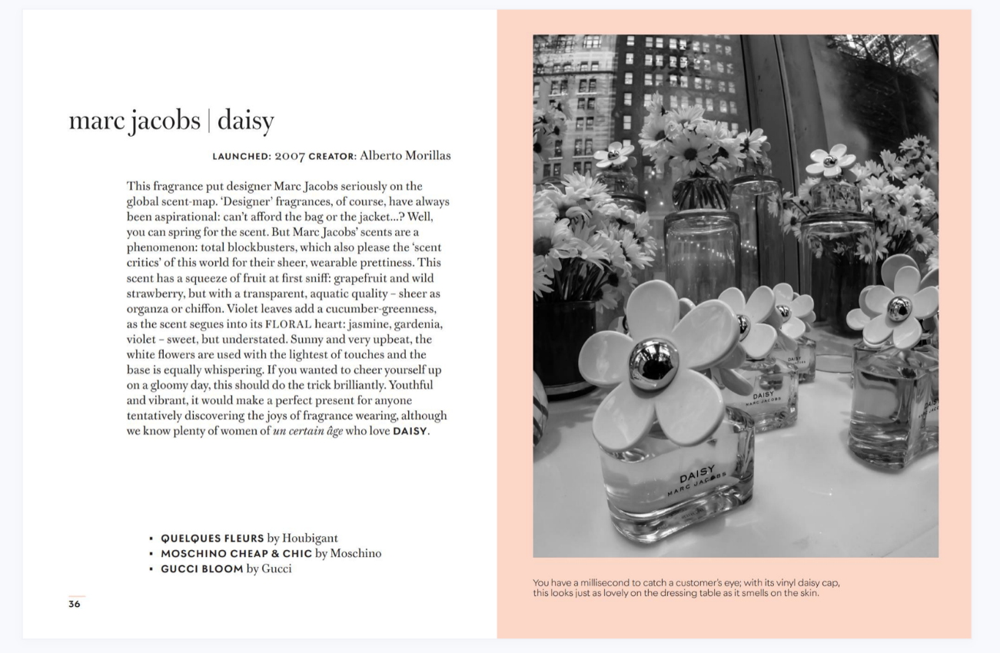 marc jacobs | daisy
LAUNCHED: 2007 CREATOR: Alberto Morillas
This fragrance put designer Marc Jacobs seriously on the
global scent-map. ‘Designer’ fragrances, of course, have always
been aspirational: can’t afford the bag or the jacket...? Well,
you can spring for the scent. But Marc Jacobs’ scents are a
phenomenon: total blockbusters, which also please the ‘scent
critics’ of this world for their sheer, wearable prettiness. This
scent has a squeeze of fruit at first sniff: grapefruit and wild
strawberry, but with a transparent, aquatic quality – sheer as
organza or chiffon. Violet leaves add a cucumber-greenness,
as the scent segues into its FLORAL heart: jasmine, gardenia,
violet – sweet, but understated. Sunny and very upbeat, the
white flowers are used with the lightest of touches and the
base is equally whispering. If you wanted to cheer yourself up
on a gloomy day, this should do the trick brilliantly. Youthful
and vibrant, it would make a perfect present for anyone
tentatively discovering the joys of fragrance wearing, although
we know plenty of women of un certain âge who love DAISY.
▪ QUELQUES FLEURS by Houbigant
▪ MOSCHINO CHEAP & CHIC by Moschino
▪ GUCCI BLOOM by Gucci
36
DAISY
MARC JACOBS
DAISY
MARC JACOBS
DAISY
You have a millisecond to catch a customer’s eye; with its vinyl daisy cap,
this looks just as lovely on the dressing table as it smells on the skin.